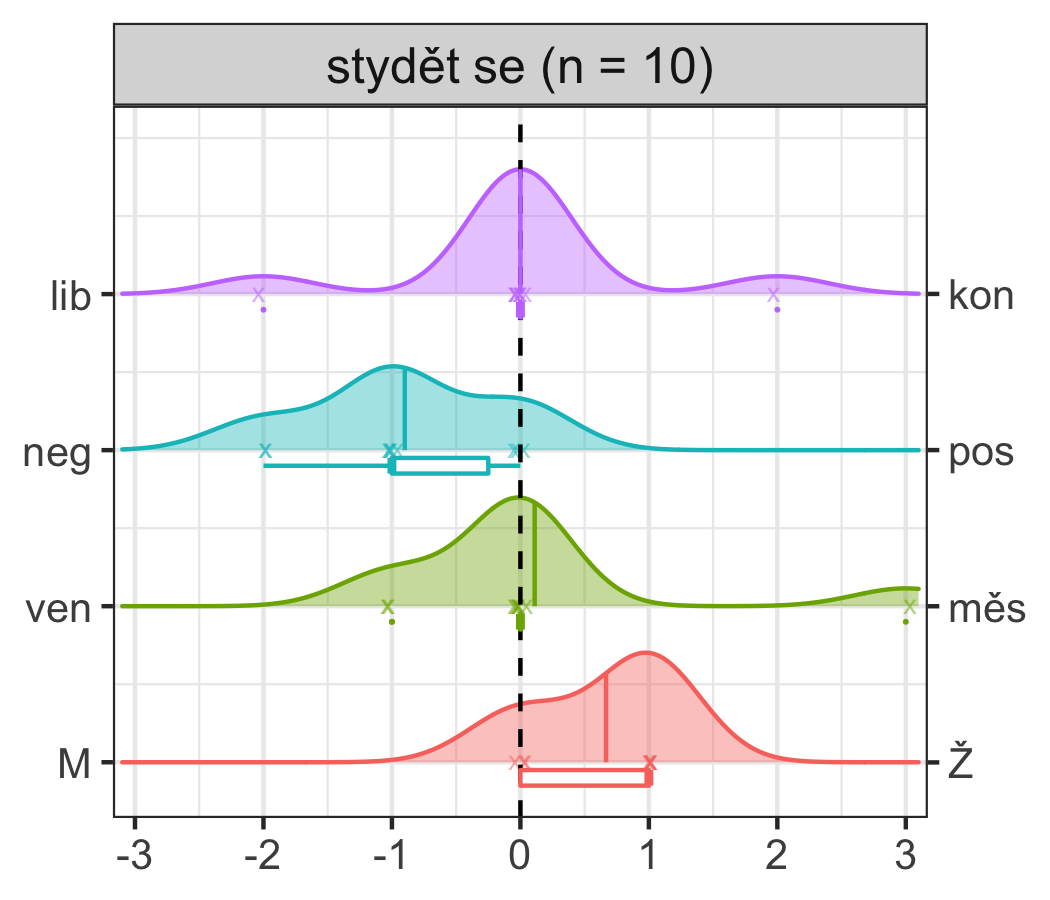 stydět se (n = 10)
lib kon
neg pos
ven měs
M Ž
-3 -2 -1 0 1 2 3